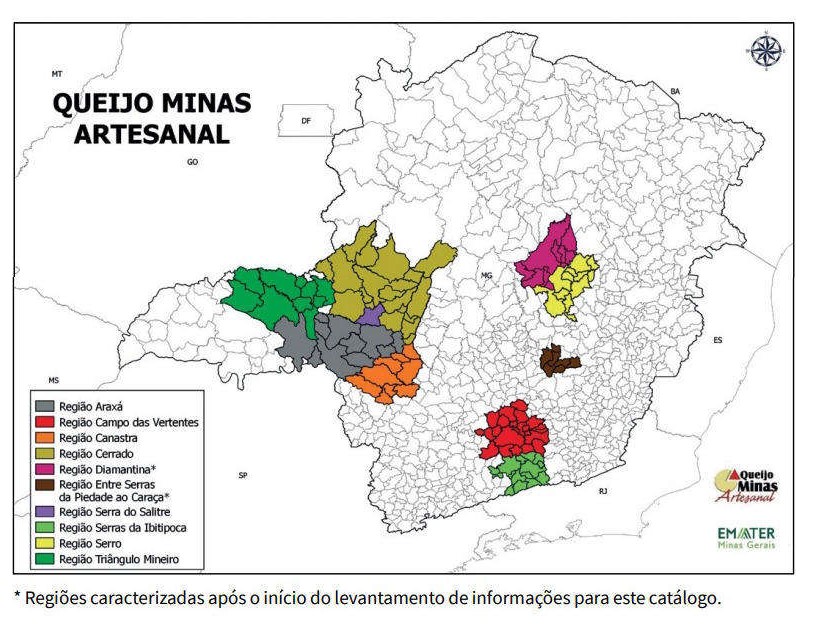 MT
BA
QUEIJO MINAS
ARTESANAL
DF
GO
MG
ES
MS
SP
RJ
Região Araxá
Região Campo das Vertentes
Região Canastra
Região Cerrado
Região Diamantina*
Região Entre Serras
da Piedade ao Caraça*
Região Serra do Salitre
Região Serras da Ibitipoca
Região Serro
Região Triângulo Mineiro
Queijo
Minas
Artesanal
EMATER
Minas Gerais
* Regiões caracterizadas após o início do levantamento de informações para este catálogo.